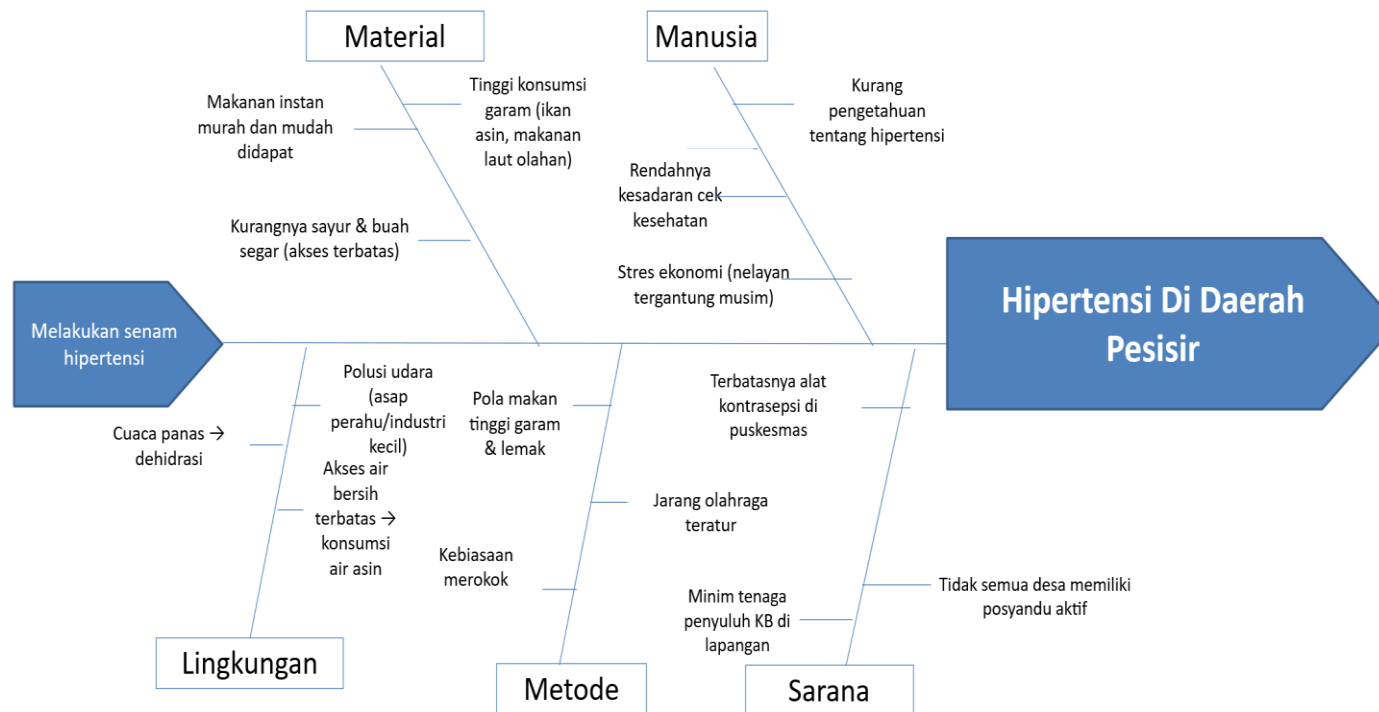 Material
Manusia
Makanan instan
murah dan mudah
didapat
Tinggi konsumsi
garam (ikan
asin, makanan
laut olahan)
Kurangnya sayur & buah
segar (akses terbatas)
Kurang
pengetahuan
tentang hipertensi
Rendahnya
kesadaran cek
kesehatan
Stres ekonomi (nelayan
tergantung musim)
Melakukan senam
hipertensi
Hipertensi Di Daerah
Pesisir
Cuaca panas →
dehidrasi
Polusi udara
(asap
perahu/industri
kecil)
Akses air
bersih
terbatas →
konsumsi
air asin
Pola makan
tinggi garam
& lemak
Jarang olahraga
teratur
Kebiasaan
merokok
Terbatasnya alat
kontrasepsi di
puskesmas
Tidak semua desa memiliki
posyandu aktif
Minim tenaga
penyuluh KB di
lapangan
Lingkungan
Metode
Sarana